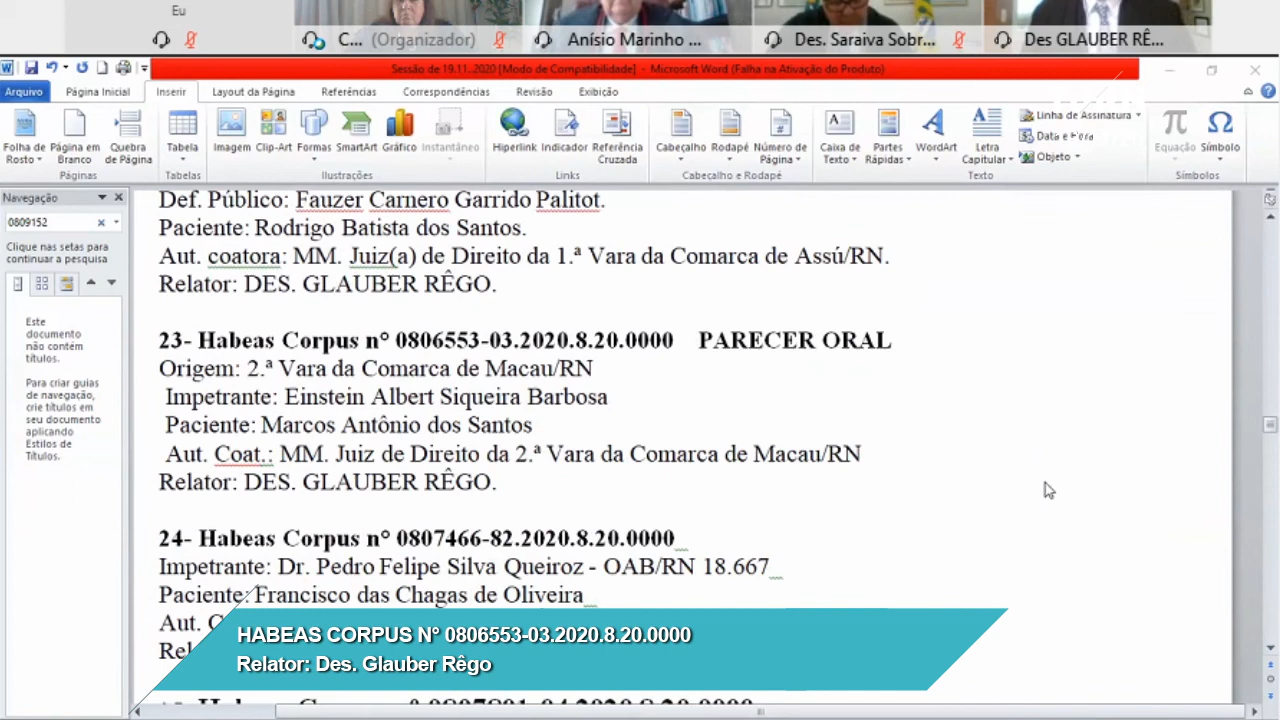 Eu
C... (Organizador)
Anísio Marinho ...
Des. Saraiva Sobr...
Des GLAUBER RÊ...
Sessão de 19.11..2020 [Modo de Compatibilidade] - Microsoft Word (Falha na Ativação do Produto)
Arquivo Página Inicial Inserir Layout da Página Referências Correspondências Revisão Exibição
Folha de Rosto
Página em Branco
Quebra de Página
Tabela
Imagem
Clip-Art
Formas
SmartArt
Gráfico
Instantâneo
Hiperlink
Indicador
Referência Cruzada
Cabeçalho
Rodapé
Número de Página
Caixa de Texto
Partes Rápidas
WordArt
Letra Capitular
Linha de Assinatura
Data e Hora
Objeto
Equação
Símbolo
Páginas Tabelas Ilustrações Links Cabeçalho e Rodapé Texto Símbolos
Navegação
0809152
Clique nas setas para
continuar a pesquisa
Este
documento
não contém
títulos.
Para criar guias
de navegação,
crie títulos em
seu documento
aplicando
Estilos de
Títulos.
Def. Público: Fauzer Carnero Garrido Palitot.
Paciente: Rodrigo Batista dos Santos.
Aut. coatora: MM. Juiz(a) de Direito da 1.ª Vara da Comarca de Assú/RN.
Relator: DES. GLAUBER RÊGO.
23- Habeas Corpus n° 0806553-03.2020.8.20.0000 PARECER ORAL
Origem: 2.ª Vara da Comarca de Macau/RN
Impetrante: Einstein Albert Siqueira Barbosa
Paciente: Marcos Antônio dos Santos
Aut. Coat.: MM. Juiz de Direito da 2.ª Vara da Comarca de Macau/RN
Relator: DES. GLAUBER RÊGO.
24- Habeas Corpus n° 0807466-82.2020.8.20.0000
Impetrante: Dr. Pedro Felipe Silva Queiroz - OAB/RN 18.667
Paciente: Francisco das Chagas de Oliveira
Aut. C
Rel
HABEAS CORPUS N° 0806553-03.2020.8.20.0000
Relator: Des. Glauber Rêgo